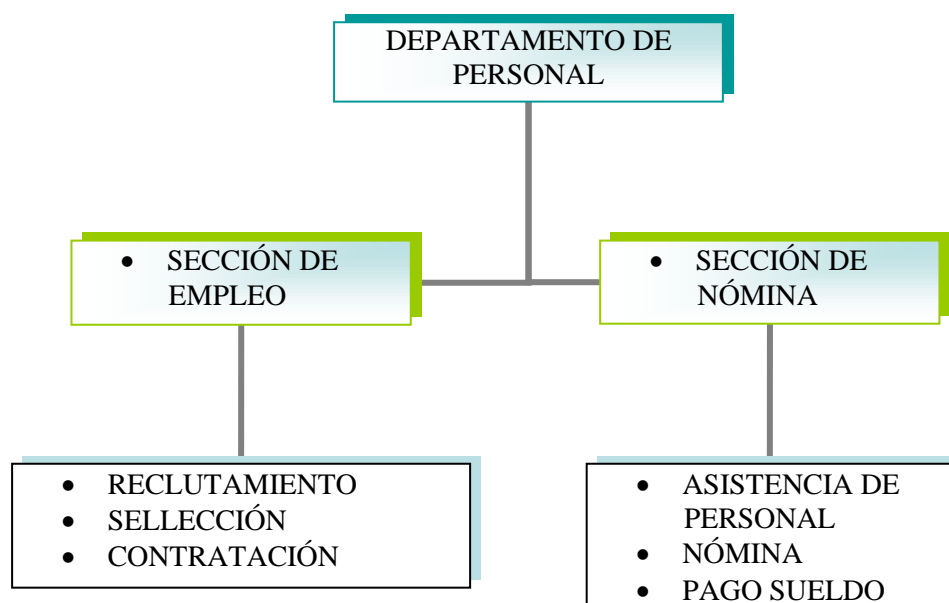 DEPARTAMENTO DE
PERSONAL
• SECCIÓN DE
EMPLEO
• SECCIÓN DE
NÓMINA
• RECLUTAMIENTO
• SELLECCIÓN
• CONTRATACIÓN
• ASISTENCIA DE
PERSONAL
• NÓMINA
• PAGO SUELDO